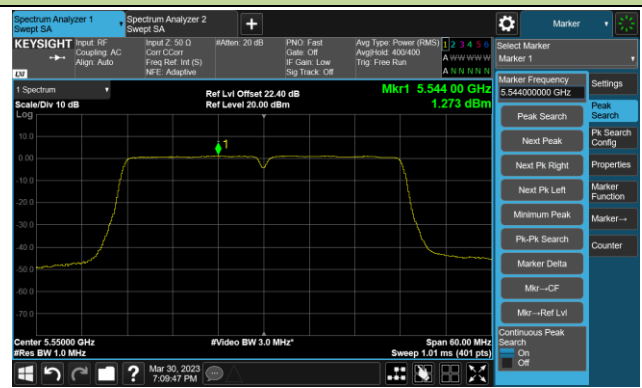 Spectrum Analyzer 1
Swept SA
Spectrum Analyzer 2
Swept SA
+
Marker
KEYSIGHT
Input: RF
Coupling: AC
Align: Auto
Input Z: 50 Ω
Corr CCorr
Freq Ref: Int (S)
NFE: Adaptive
#Atten: 20 dB
PNO: Fast
Gate: Off
IF Gain: Low
Sig Track: Off
Avg Type: Power (RMS)
Avg|Hold: 400/400
Trig: Free Run
1 2 3 4 5 6
A W W W W W
A N N N N N
LXI
Select Marker
Marker 1
1 Spectrum
Scale/Div 10 dB
Log
Ref Lvl Offset 22.40 dB
Ref Level 20.00 dBm
Mkr1 5.544 00 GHz
1.273 dBm
10.0
0.00
-10.0
-20.0
-30.0
-40.0
-50.0
-60.0
-70.0
1
Center 5.55000 GHz
#Res BW 1.0 MHz
#Video BW 3.0 MHz*
Span 60.00 MHz
Sweep 1.01 ms (401 pts)
Marker Frequency
5.544000000 GHz
Peak Search
Next Peak
Next Pk Right
Next Pk Left
Minimum Peak
Pk-Pk Search
Marker Delta
Mkr→CF
Mkr→Ref Lvl
Continuous Peak
Search
On
Off
Settings
Peak
Search
Pk Search
Config
Properties
Marker
Function
Marker→
Counter
?
Mar 30, 2023
7:09:47 PM